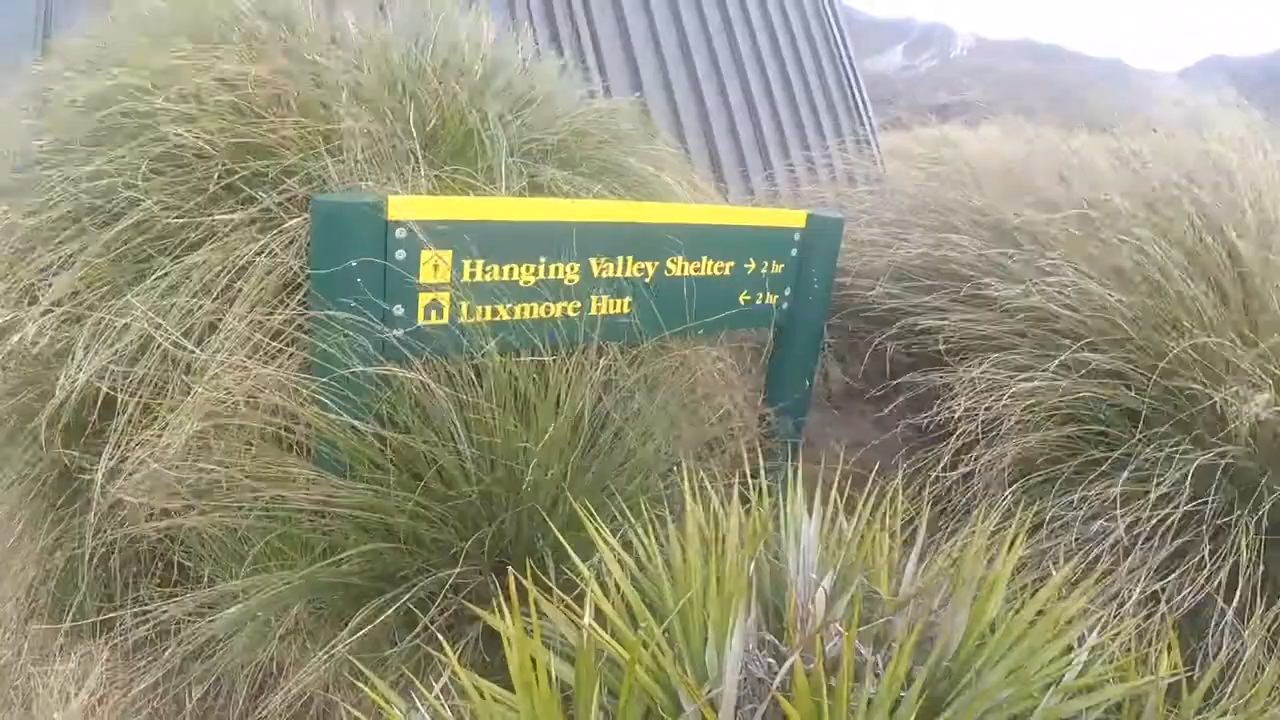 Hanging Valley Shelter → 2 hr
Luxmore Hut ← 2 hr